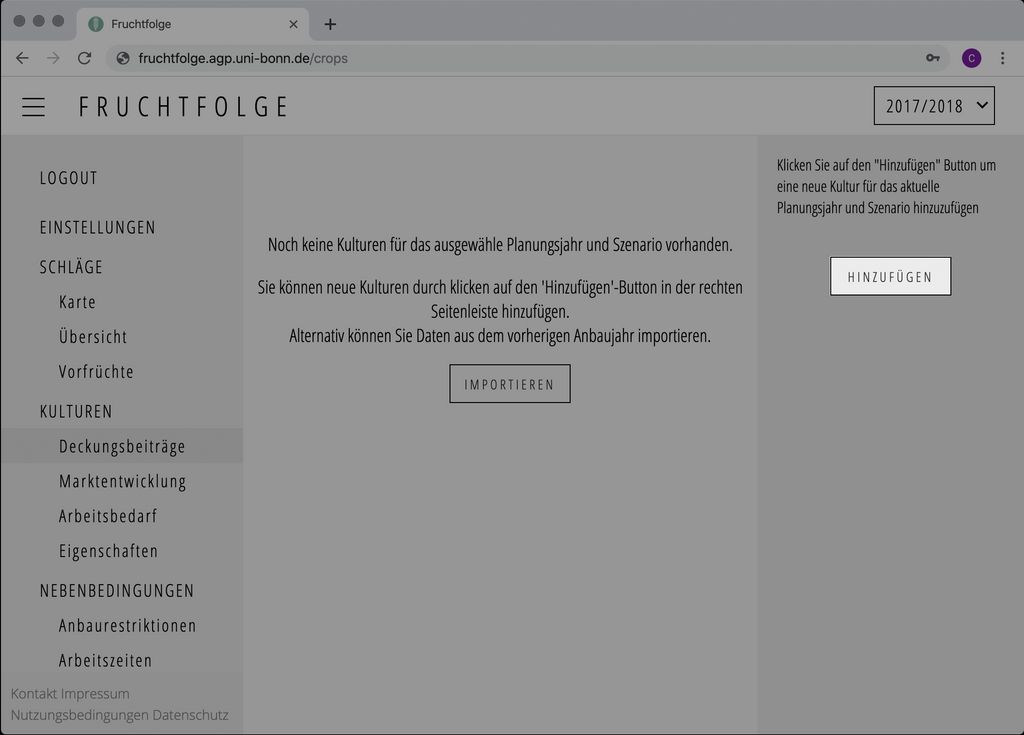 Fruchtfolge
fruchtfolge.agp.uni-bonn.de/crops
C
FRUCHTFOLGE
2017/2018
LOGOUT
EINSTELLUNGEN
SCHLÄGE
Karte
Übersicht
Vorfrüchte
KULTUREN
Deckungsbeiträge
Marktentwicklung
Arbeitsbedarf
Eigenschaften
NEBENBEDINGUNGEN
Anbaurestriktionen
Arbeitszeiten
Kontakt Impressum
Nutzungsbedingungen Datenschutz
Noch keine Kulturen für das ausgewähle Planungsjahr und Szenario vorhanden.
Sie können neue Kulturen durch klicken auf den 'Hinzufügen'-Button in der rechten
Seitenleiste hinzufügen.
Alternativ können Sie Daten aus dem vorherigen Anbaujahr importieren.
IMPORTIEREN
Klicken Sie auf den "Hinzufügen" Button um
eine neue Kultur für das aktuelle
Planungsjahr und Szenario hinzuzufügen
HINZUFÜGEN